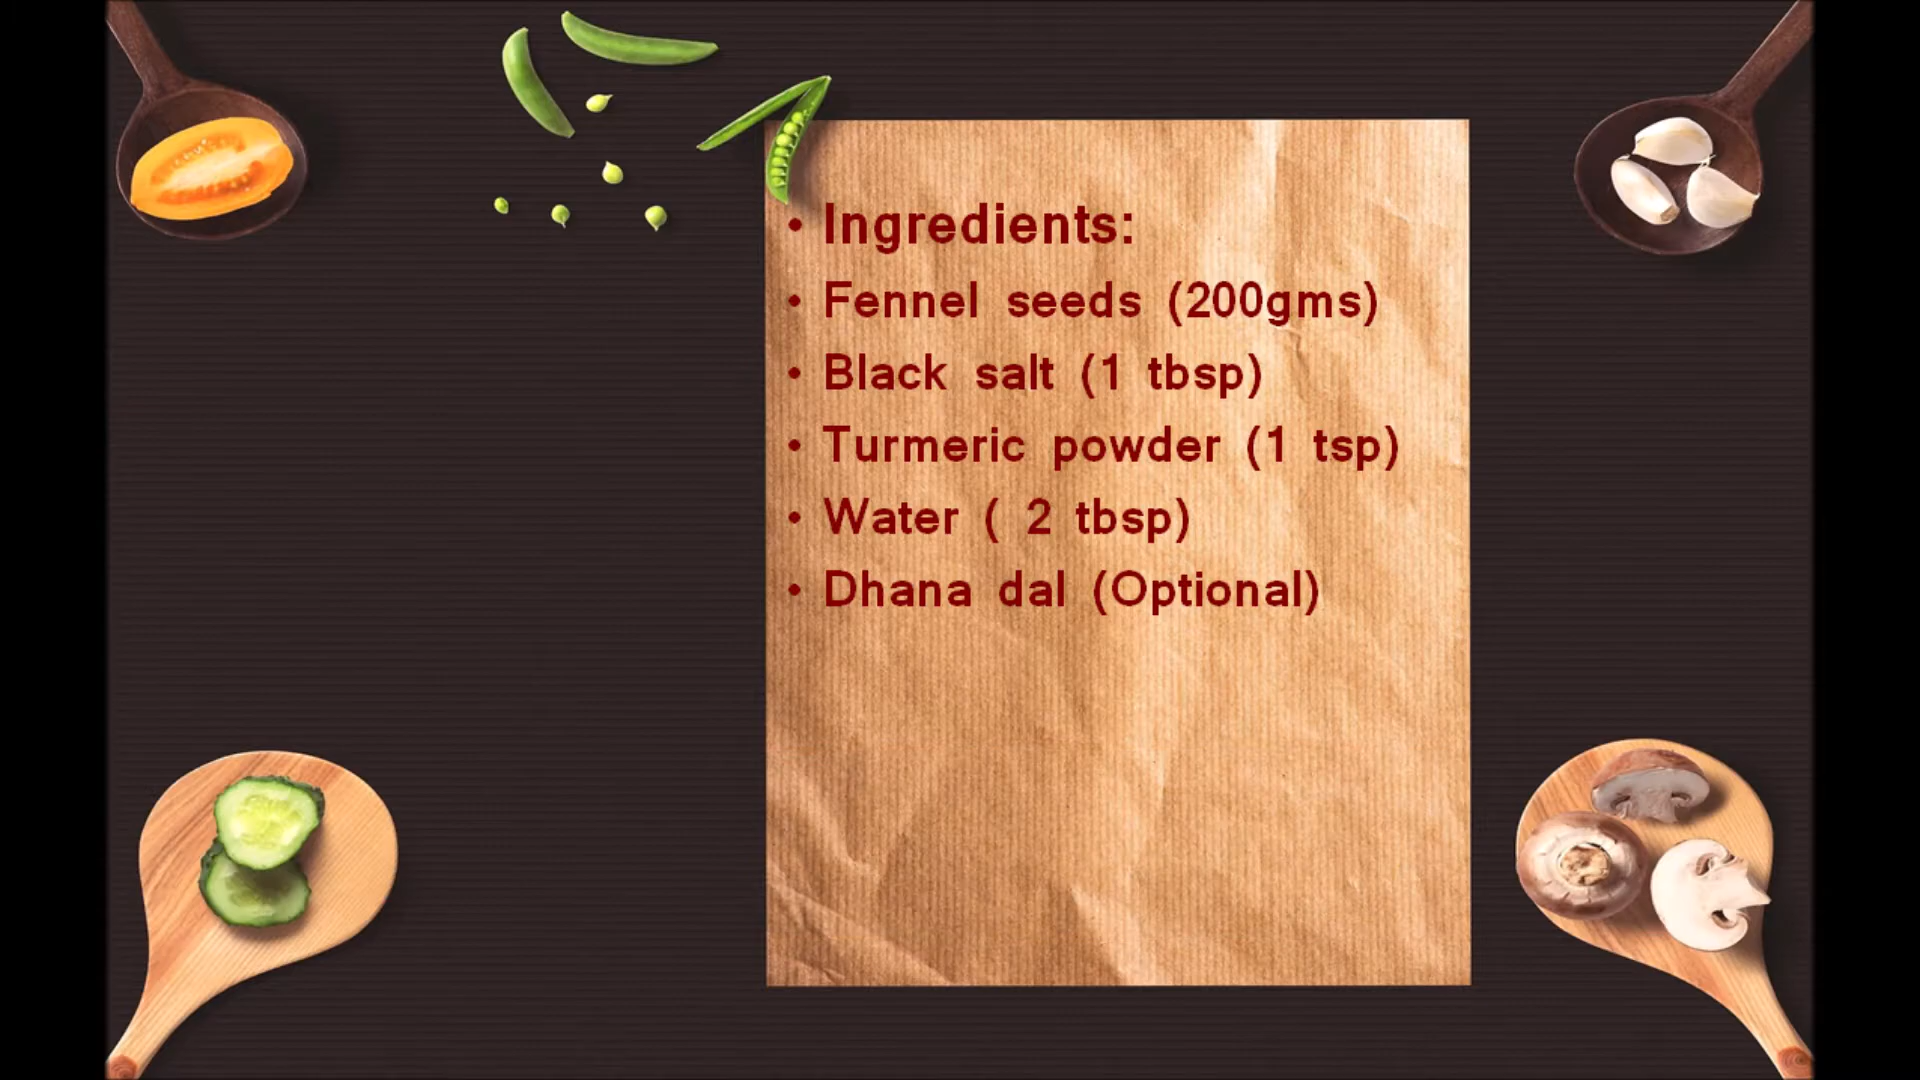 • Ingredients:
• Fennel seeds (200gms)
• Black salt (1 tbsp)
• Turmeric powder (1 tsp)
• Water ( 2 tbsp)
• Dhana dal (Optional)